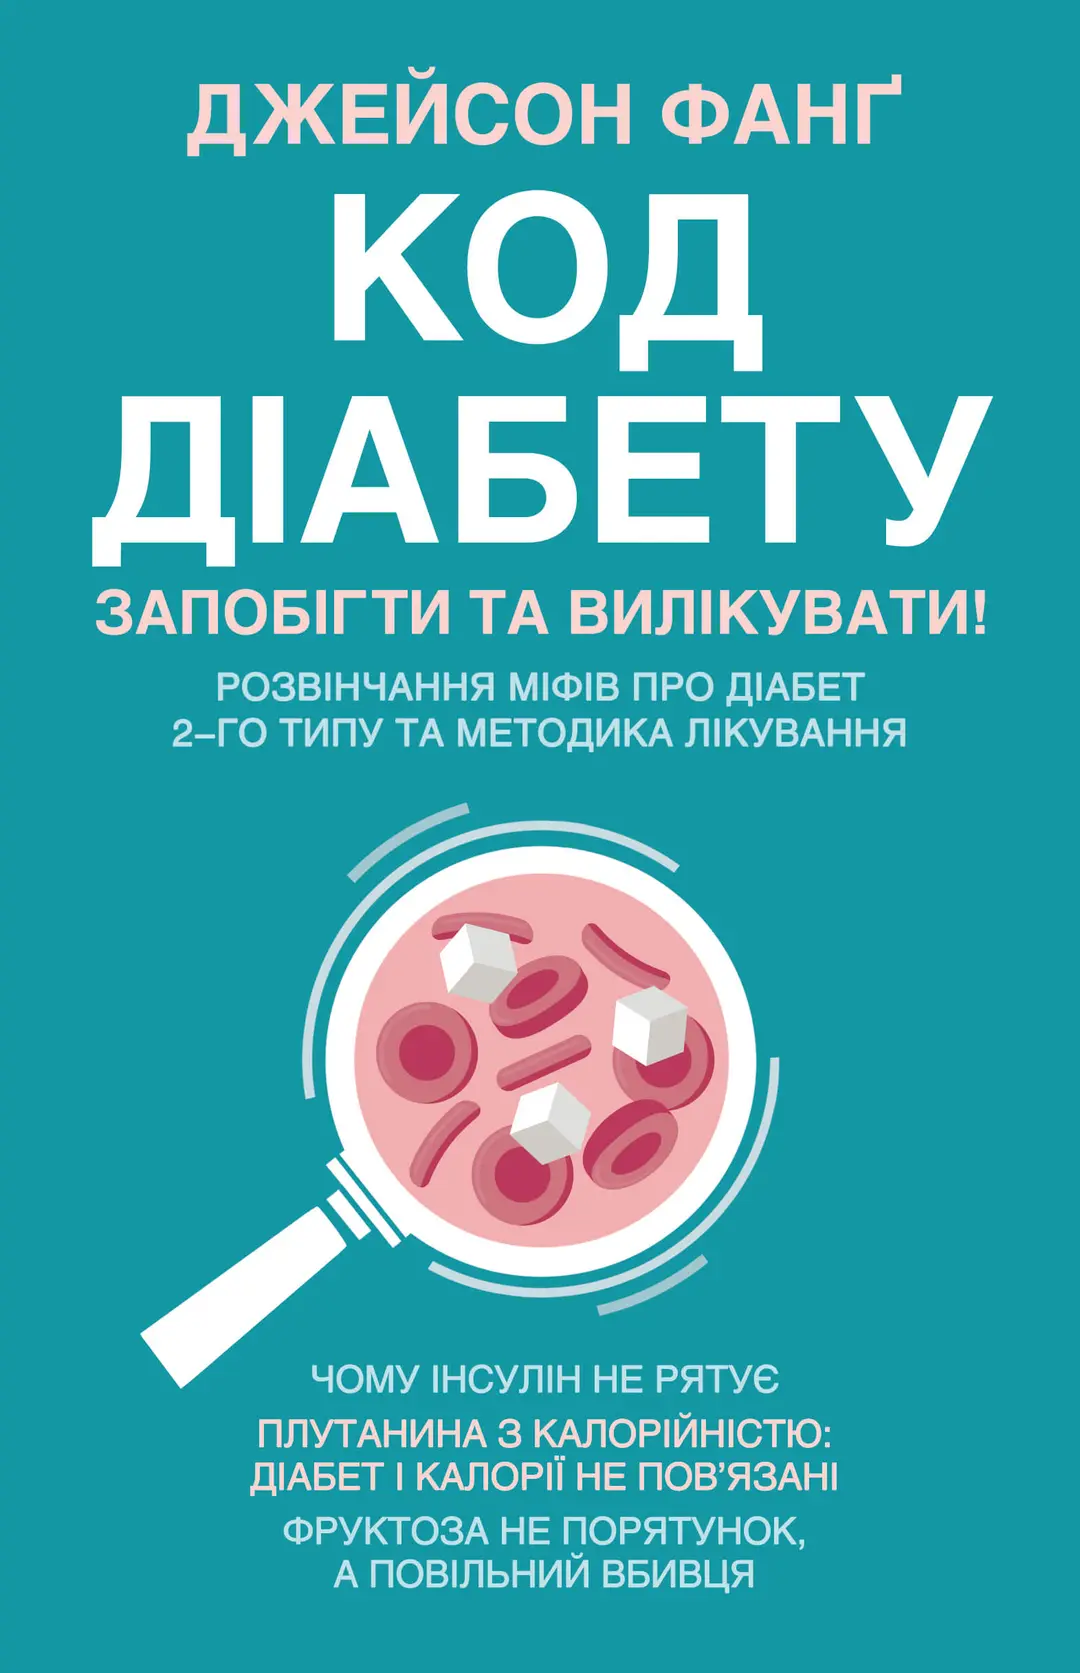 ДЖЕЙСОН ФАНҐ
КОД
ДІАБЕТУ
ЗАПОБІГТИ ТА ВИЛІКУВАТИ!
РОЗВІНЧАННЯ МІФІВ ПРО ДІАБЕТ
2–ГО ТИПУ ТА МЕТОДИКА ЛІКУВАННЯ
ЧОМУ ІНСУЛІН НЕ РЯТУЄ
ПЛУТАНИНА З КАЛОРІЙНІСТЮ:
ДІАБЕТ І КАЛОРІЇ НЕ ПОВ’ЯЗАНІ
ФРУКТОЗА НЕ ПОРЯТУНОК,
А ПОВІЛЬНИЙ ВБИВЦЯ